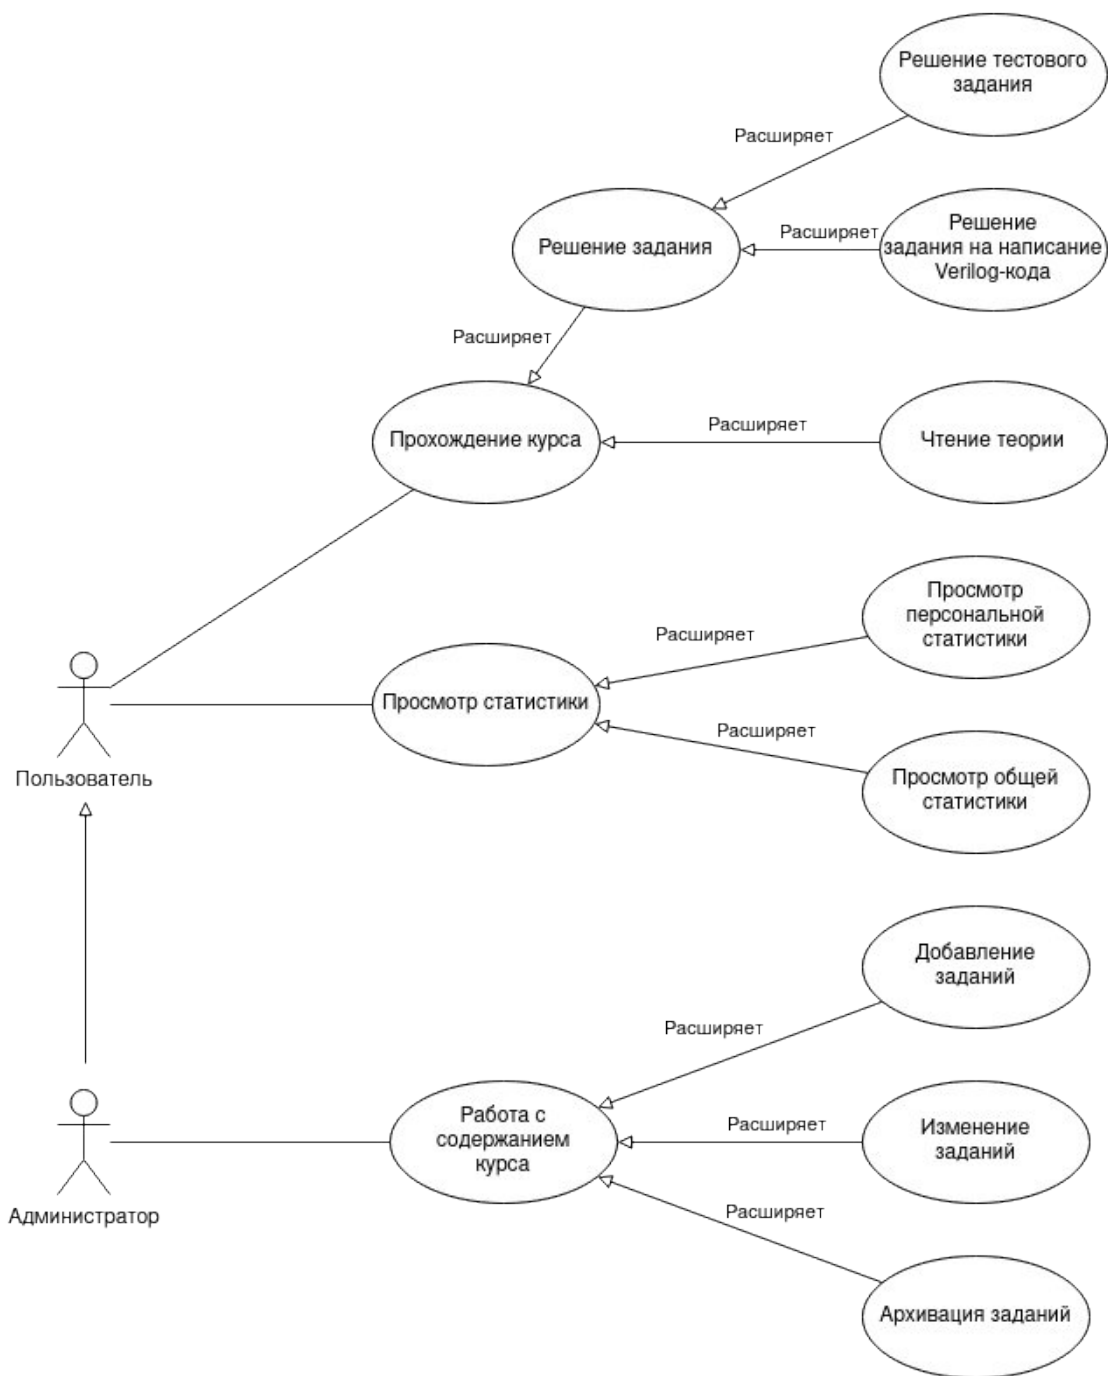 Решение тестового
задания
Расширяет
Решение задания
Расширяет
Решение
задания на написание
Verilog-кода
Расширяет
Прохождение курса
Расширяет
Чтение теории
Просмотр
персональной
статистики
Расширяет
Просмотр статистики
Расширяет
Просмотр общей
статистики
Пользователь
Добавление
заданий
Расширяет
Работа с
содержанием
курса
Расширяет
Изменение
заданий
Администратор
Расширяет
Архивация заданий